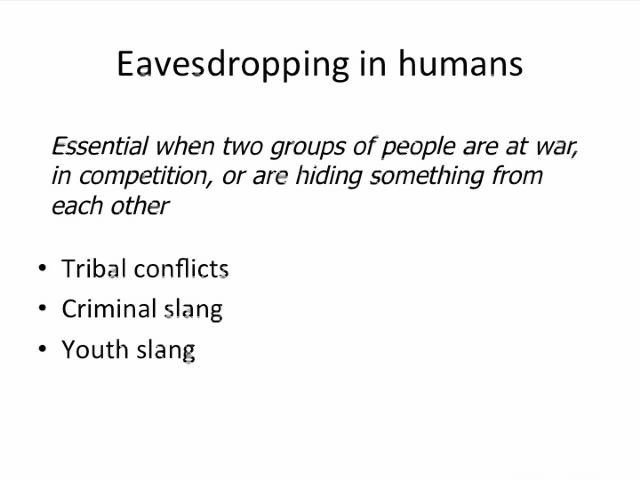 Eavesdropping in humans
Essential when two groups of people are at war,
in competition, or are hiding something from
each other
• Tribal conflicts
• Criminal slang
• Youth slang